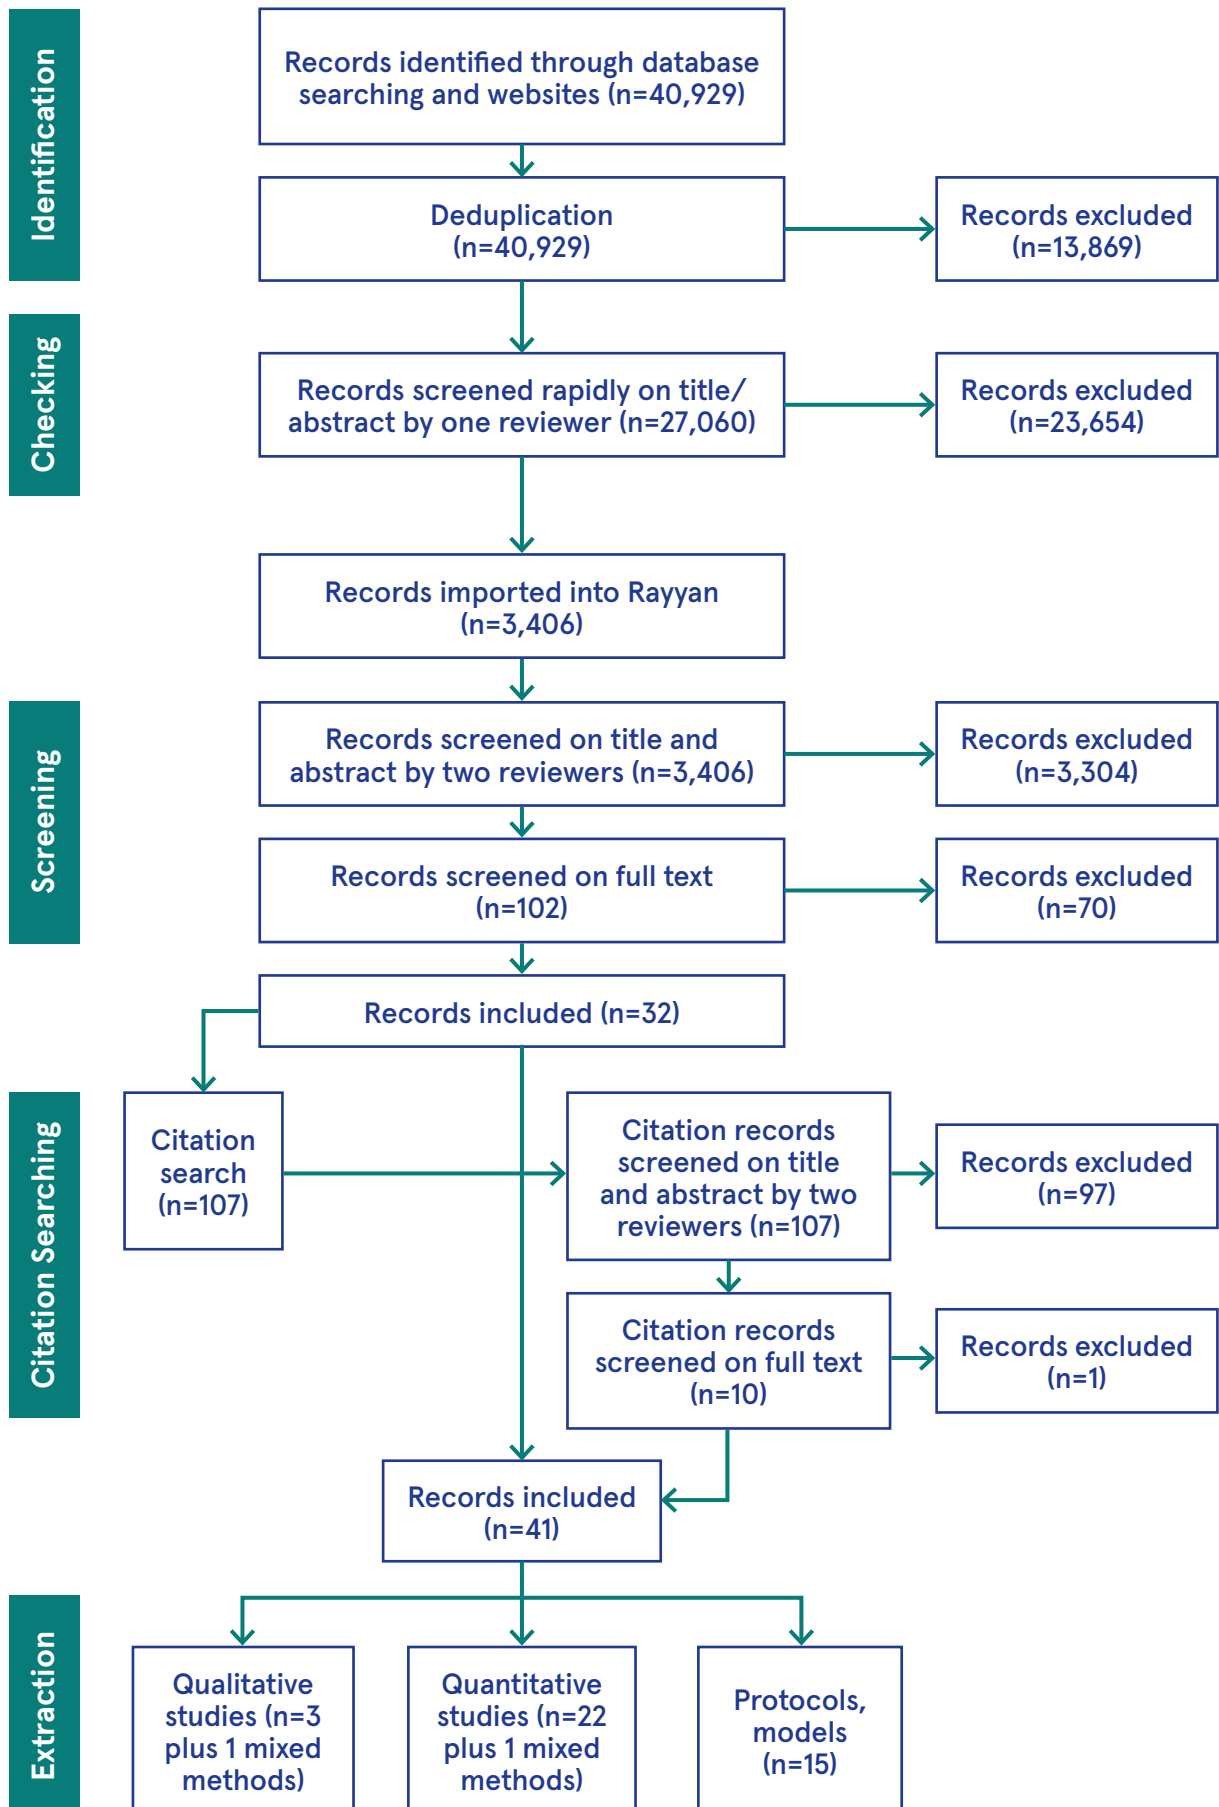 Identification
Records identified through database
searching and websites (n=40,929)
Deduplication
(n=40,929)
Records excluded
(n=13,869)
Checking
Records screened rapidly on title/
abstract by one reviewer (n=27,060)
Records excluded
(n=23,654)
Records imported into Rayyan
(n=3,406)
Screening
Records screened on title and
abstract by two reviewers (n=3,406)
Records excluded
(n=3,304)
Records screened on full text
(n=102)
Records excluded
(n=70)
Records included (n=32)
Citation Searching
Citation
search
(n=107)
Citation records
screened on title
and abstract by two
reviewers (n=107)
Records excluded
(n=97)
Citation records
screened on full text
(n=10)
Records excluded
(n=1)
Records included
(n=41)
Extraction
Qualitative
studies (n=3
plus 1 mixed
methods)
Quantitative
studies (n=22
plus 1 mixed
methods)
Protocols,
models
(n=15)